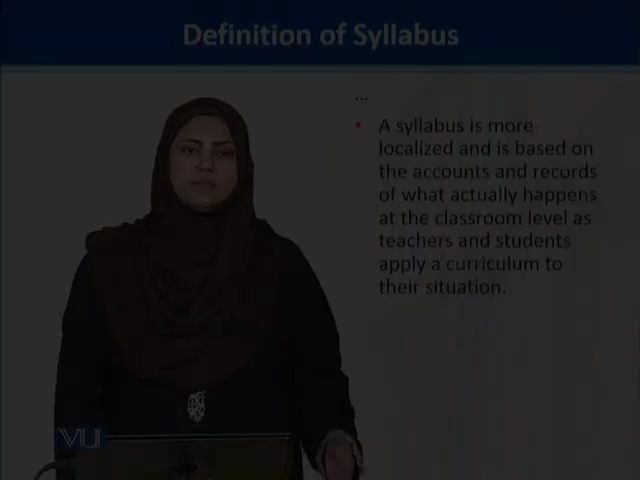 Definition of Syllabus
...
• A syllabus is more
localized and is based on
the accounts and records
of what actually happens
at the classroom level as
teachers and students
apply a curriculum to
their situation.
VU